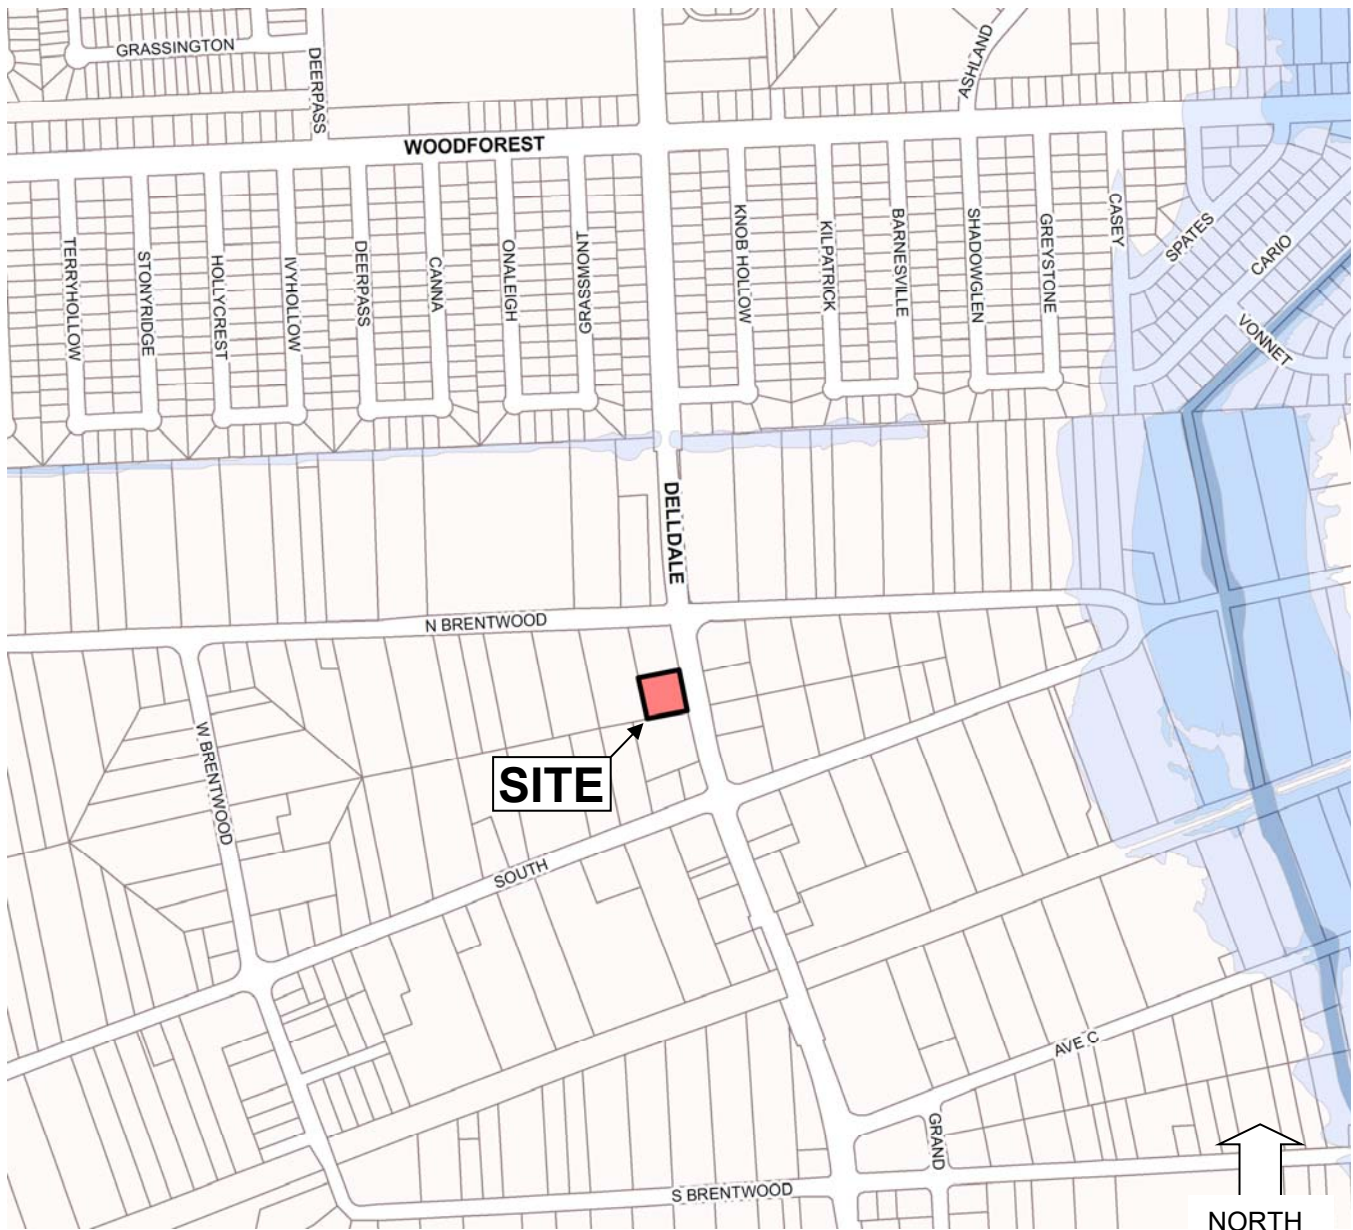 GRASSINGTON
DEERPASS
ASHLAND
WOODFOREST
TERRYHOLLOW
STONYRIDGE
HOLLYCREST
IVYHOLLOW
DEERPASS
CANNA
ONALEIGH
GRASSMONT
KNOB HOLLOW
KILPATRICK
BARNESVILLE
SHADOWGLEN
GREYSTONE
CASEY
SPATES
CARIO
VONNET
DELLDALE
N BRENTWOOD
W. BRENTWOOD
SITE
SOUTH
AVE C
GRAND
S BRENTWOOD
NORTH